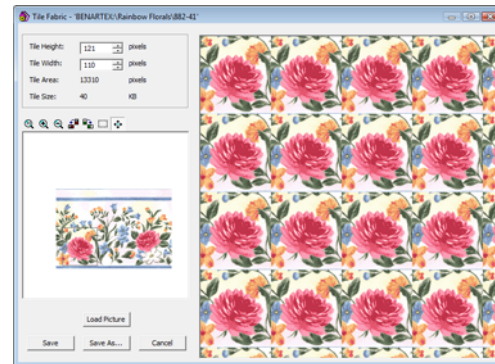 Tile Fabric - 'BENARTEX\Rainbow Florals\882-41'
Tile Height: 121 pixels
Tile Width: 110 pixels
Tile Area: 13310 pixels
Tile Size: 40 KB
Load Picture
Save Save As... Cancel